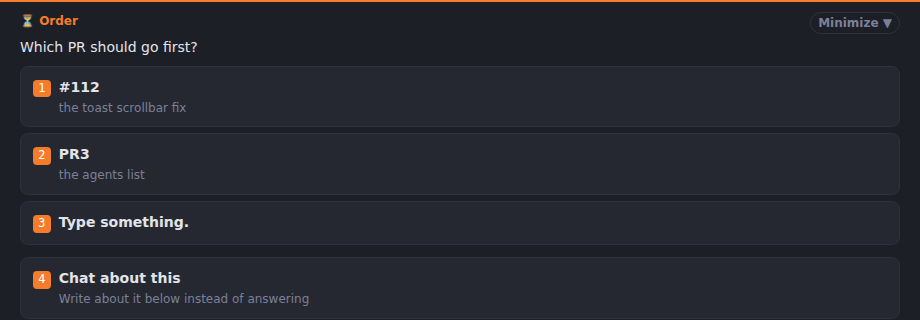 ⏳ Order
Minimize ▼
Which PR should go first?
1 #112
the toast scrollbar fix
2 PR3
the agents list
3 Type something.
4 Chat about this
Write about it below instead of answering